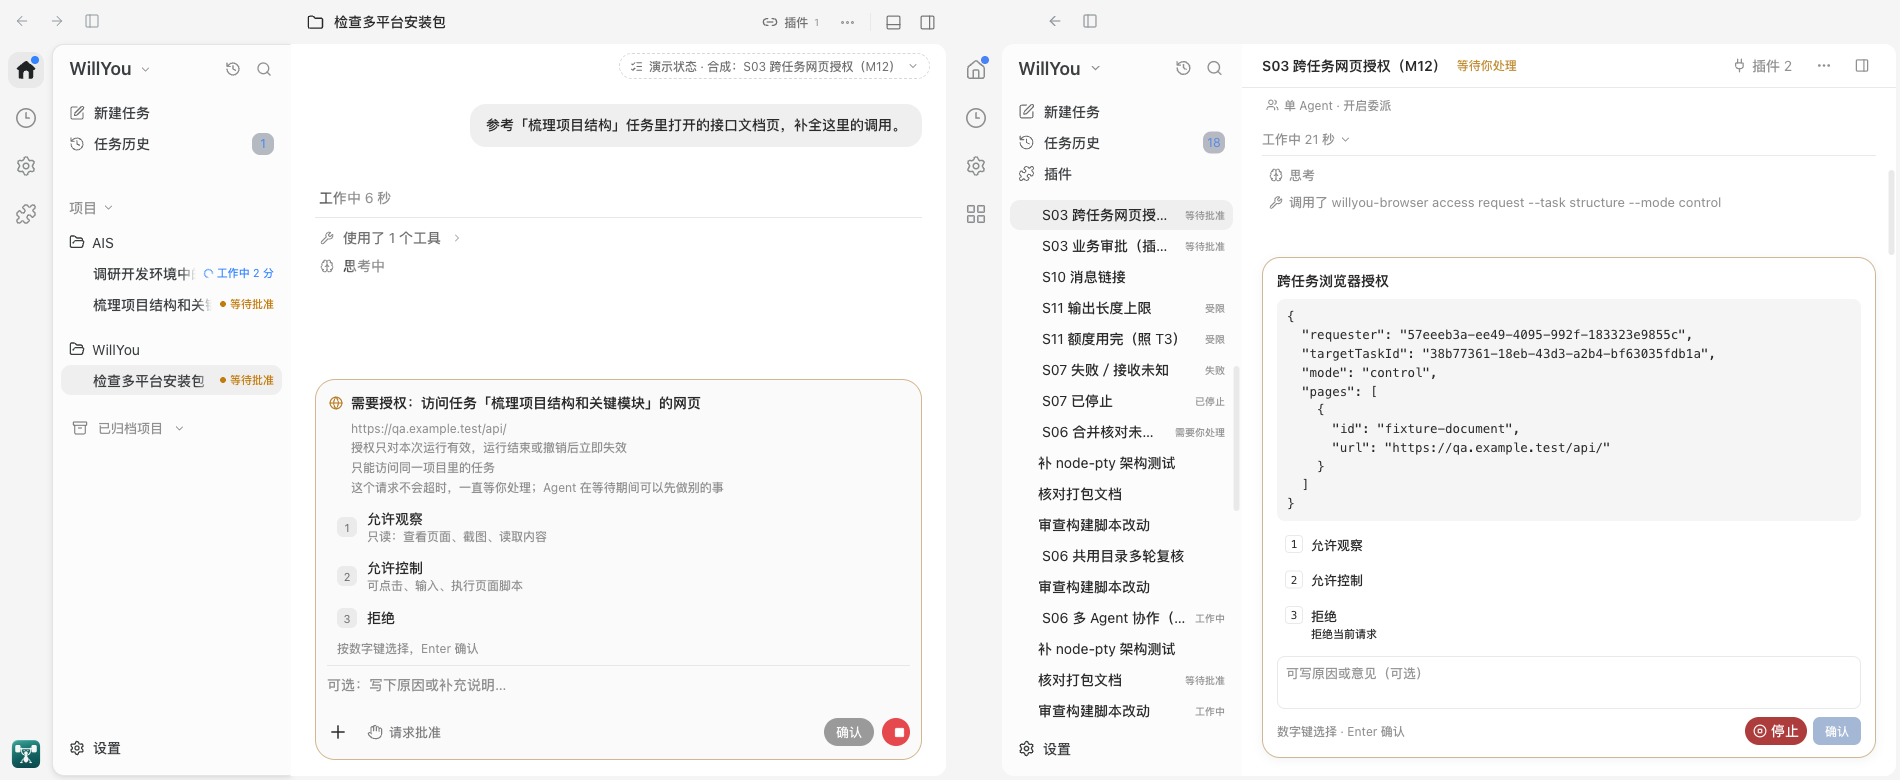 检查多平台安装包
插件 1
WillYou
新建任务
任务历史
1
项目
AIS
调研开发环境中
工作中 2 分
梳理项目结构和关
等待批准
WillYou
检查多平台安装包
等待批准
已归档项目
设置
演示状态 · 合成：S03 跨任务网页授权（M12）
参考「梳理项目结构」任务里打开的接口文档页，补全这里的调用。
工作中 6 秒
使用了 1 个工具
思考中
需要授权：访问任务「梳理项目结构和关键模块」的网页
https://qa.example.test/api/
授权只对本次运行有效，运行结束或撤销后立即失效
只能访问同一项目里的任务
这个请求不会超时，一直等你处理；Agent 在等待期间可以先做别的事
1 允许观察
只读：查看页面、截图、读取内容
2 允许控制
可点击、输入、执行页面脚本
3 拒绝
按数字键选择，Enter 确认
可选：写下原因或补充说明...
请求批准
确认
WillYou
新建任务
任务历史
18
插件
S03 跨任务网页授... 等待批准
S03 业务审批（插... 等待批准
S10 消息链接
S11 输出长度上限 受限
S11 额度用完（照 T3） 受限
S07 失败 / 接收未知 失败
S07 已停止 已停止
S06 合并核对未... 需要你处理
补 node-pty 架构测试
核对打包文档
审查构建脚本改动
S06 共用目录多轮复核
审查构建脚本改动
S06 多 Agent 协作（... 工作中
补 node-pty 架构测试
核对打包文档 等待批准
审查构建脚本改动 工作中
设置
S03 跨任务网页授权（M12） 等待你处理
插件 2
单 Agent · 开启委派
工作中 21 秒
思考
调用了 willyou-browser access request --task structure --mode control
跨任务浏览器授权
{
"requester": "57eeeb3a-ee49-4095-992f-183323e9855c",
"targetTaskId": "38b77361-18eb-43d3-a2b4-bf63035fdb1a",
"mode": "control",
"pages": [
{
"id": "fixture-document",
"url": "https://qa.example.test/api/"
}
]
}
1 允许观察
2 允许控制
3 拒绝
拒绝当前请求
可写原因或意见（可选）
数字键选择 · Enter 确认
停止
确认